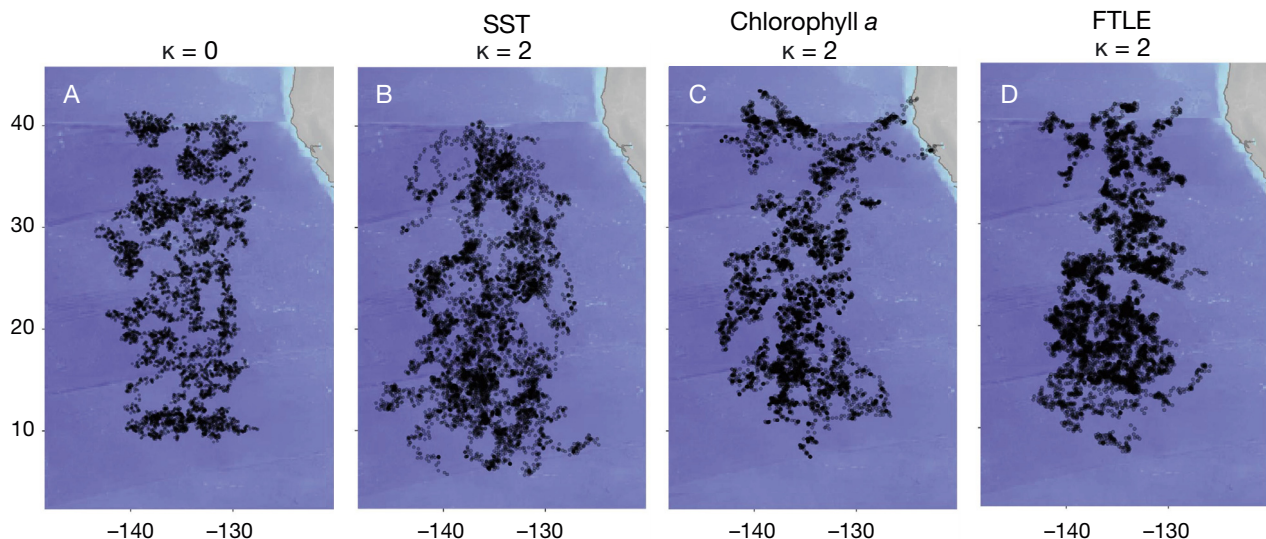 SST
Chlorophyll a
FTLE
κ = 0
κ = 2
κ = 2
κ = 2
A
B
C
D
40
30
20
10
−140
−130
−140
−130
−140
−130
−140
−130